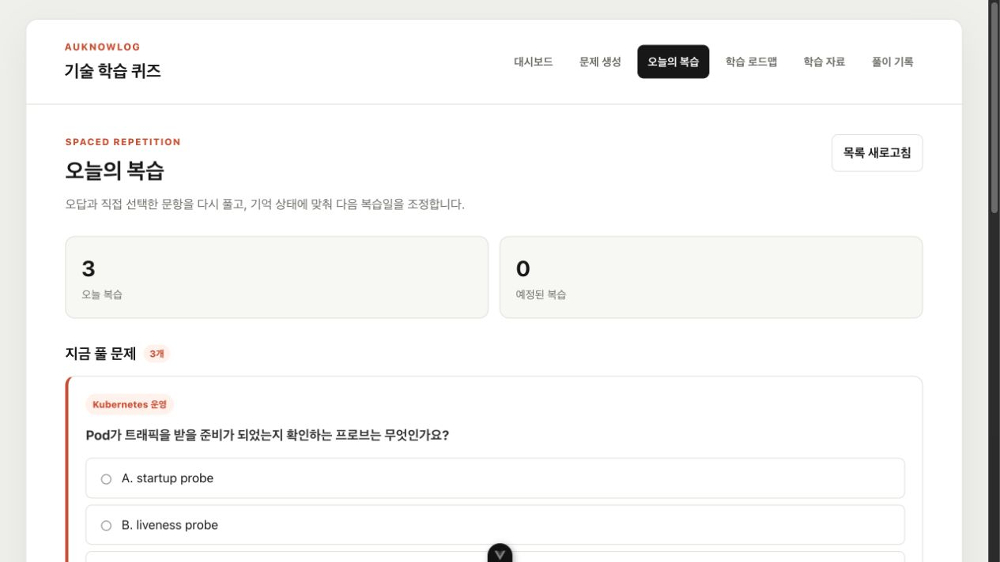 AUKNOWLOG
기술 학습 퀴즈
대시보드 문제 생성 오늘의 복습 학습 로드맵 학습 자료 풀이 기록
SPACED REPETITION
오늘의 복습
목록 새로고침
오답과 직접 선택한 문항을 다시 풀고, 기억 상태에 맞춰 다음 복습일을 조정합니다.
3
오늘 복습
0
예정된 복습
지금 풀 문제 3개
Kubernetes 운영
Pod가 트래픽을 받을 준비가 되었는지 확인하는 프로브는 무엇인가요?
A. startup probe
B. liveness probe